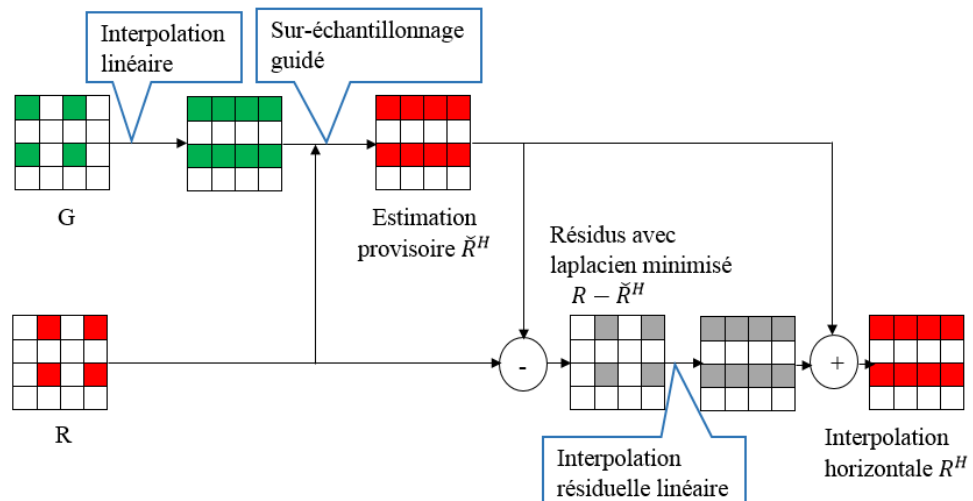 Interpolation
linéaire
Sur-échantillonnage
guidé
G
Estimation
provisoire Ř^H
Résidus avec
laplacien minimisé
R − Ř^H
R
-
+
Interpolation
résiduelle linéaire
Interpolation
horizontale R^H